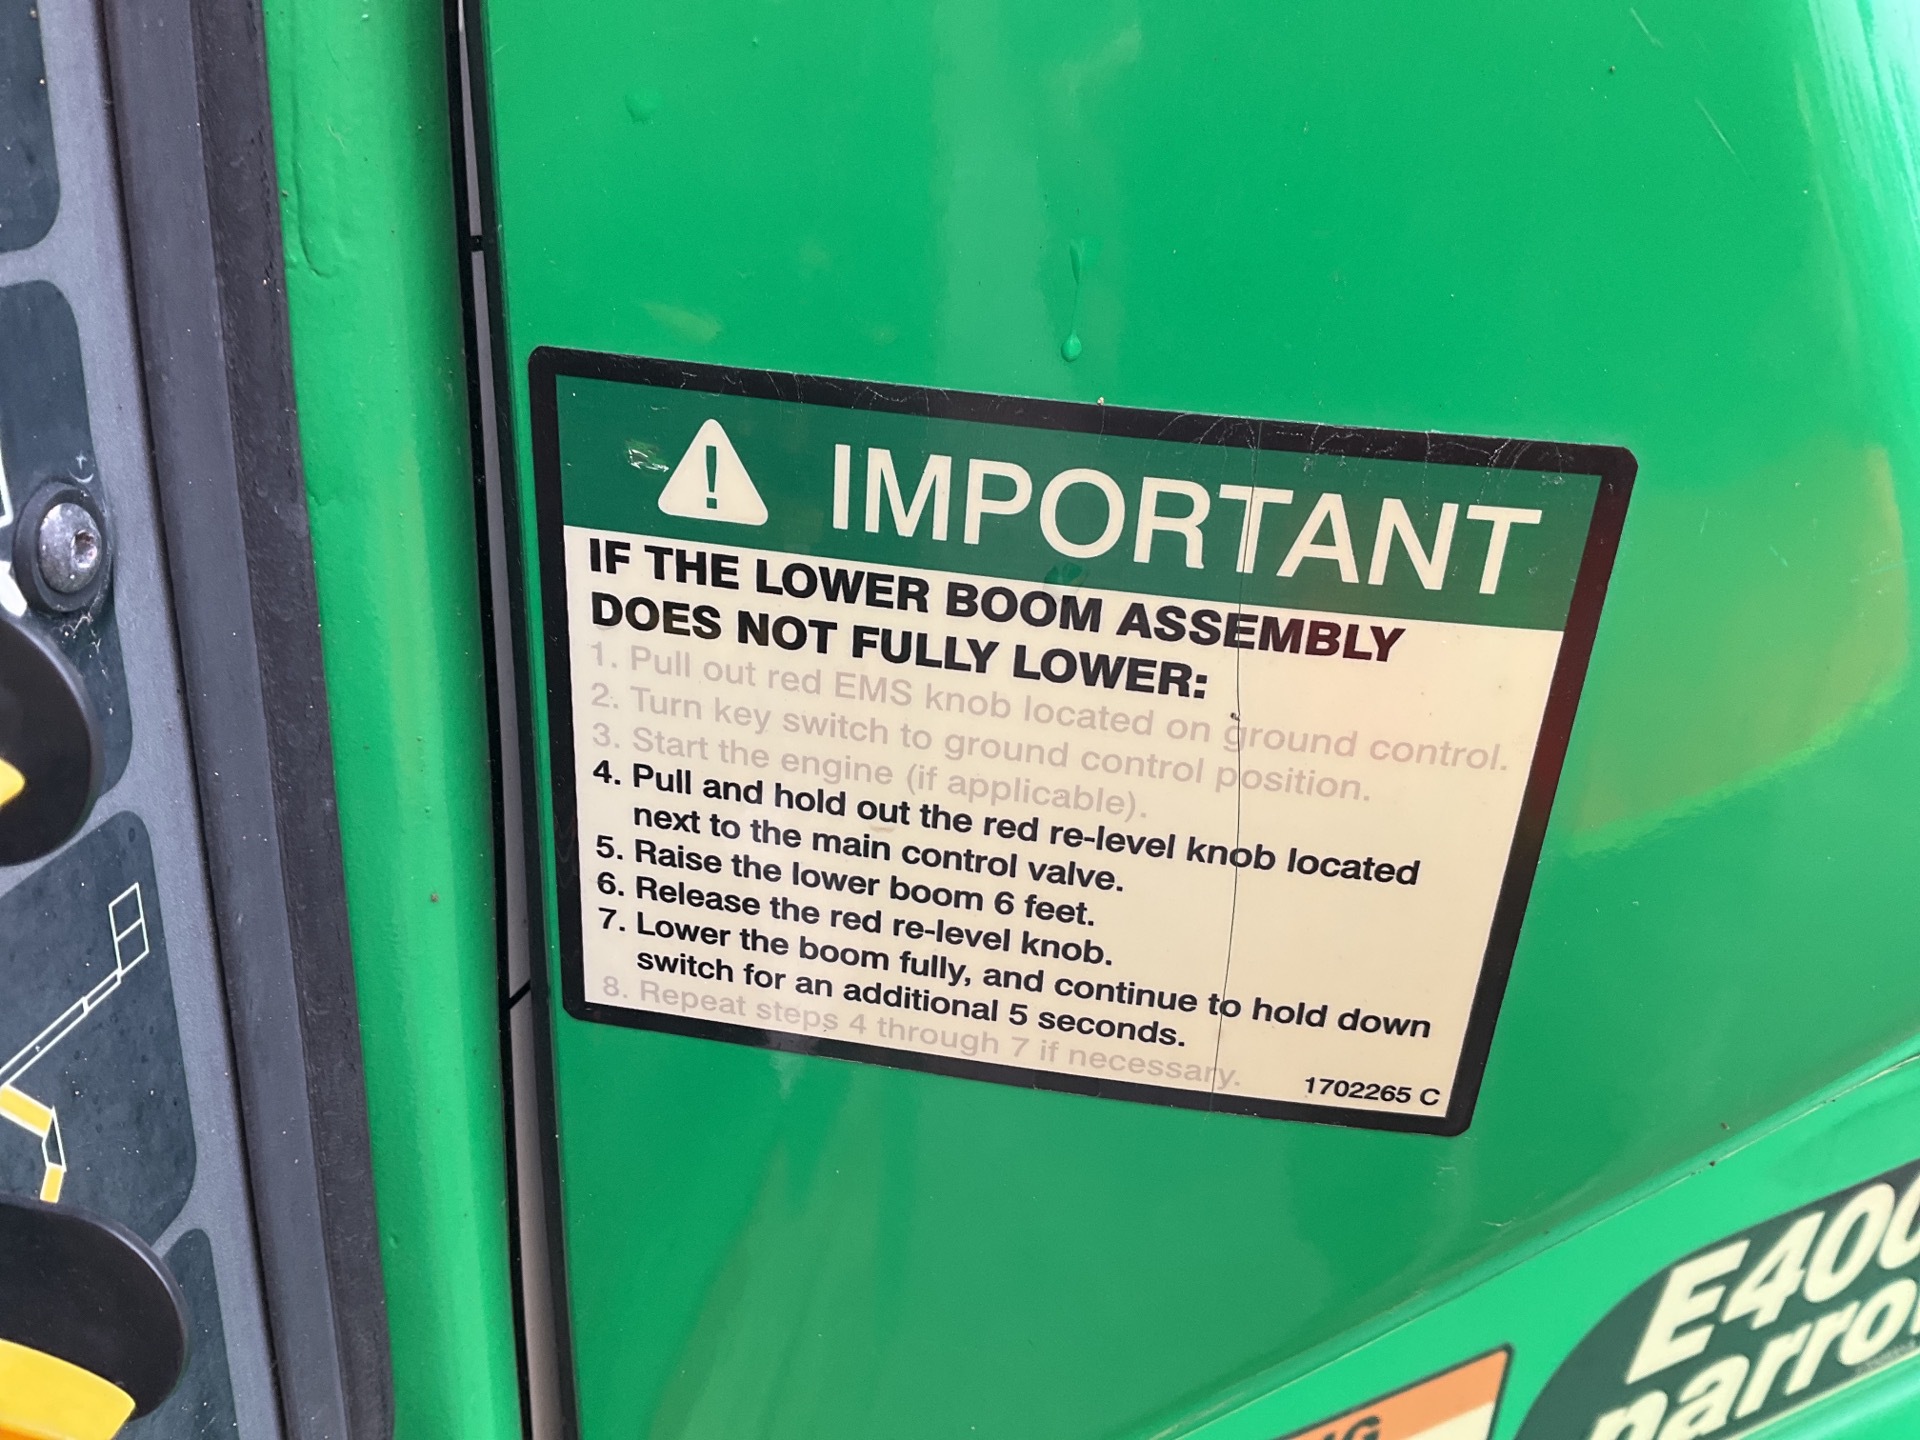 IMPORTANT
IF THE LOWER BOOM ASSEMBLY
DOES NOT FULLY LOWER:
1. Pull out red EMS knob located on ground control.
2. Turn key switch to ground control position.
3. Start the engine (if applicable).
4. Pull and hold out the red re-level knob located
next to the main control valve.
5. Raise the lower boom 6 feet.
6. Release the red re-level knob.
7. Lower the boom fully, and continue to hold down
switch for an additional 5 seconds.
8. Repeat steps 4 through 7 if necessary.
1702265 C
E400